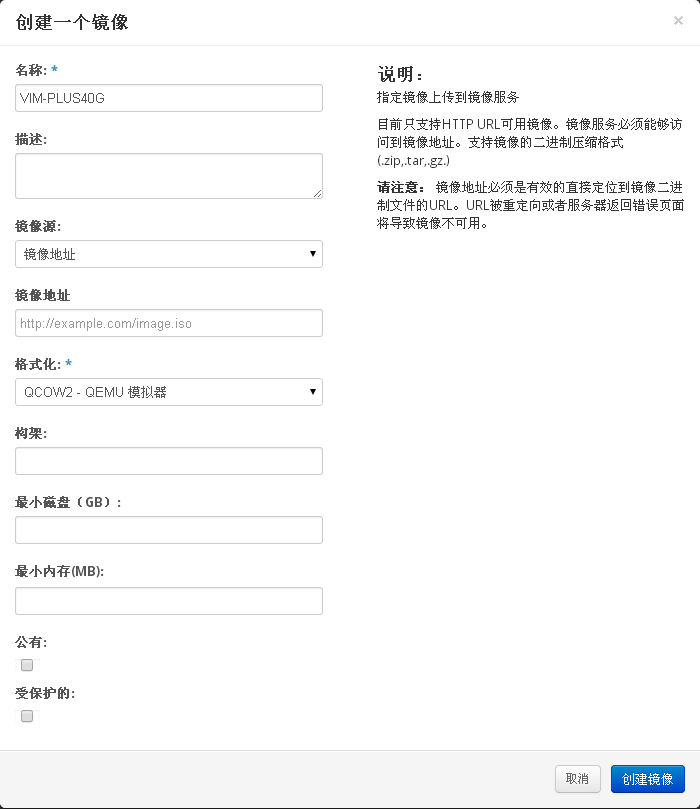 创建一个镜像
×
名称: *
VIM-PLUS40G
描述:
镜像源:
镜像地址
镜像地址
http://example.com/image.iso
格式化: *
QCOW2 - QEMU 模拟器
构架:
最小磁盘（GB）:
最小内存(MB):
公有:
受保护的:
说明：
指定镜像上传到镜像服务
目前只支持HTTP URL可用镜像。镜像服务必须能够访
问到镜像地址。支持镜像的二进制压缩格式
(.zip,.tar,.gz.)
请注意： 镜像地址必须是有效的直接定位到镜像二进
制文件的URL。URL被重定向或者服务器返回错误页面
将导致镜像不可用。
取消
创建镜像